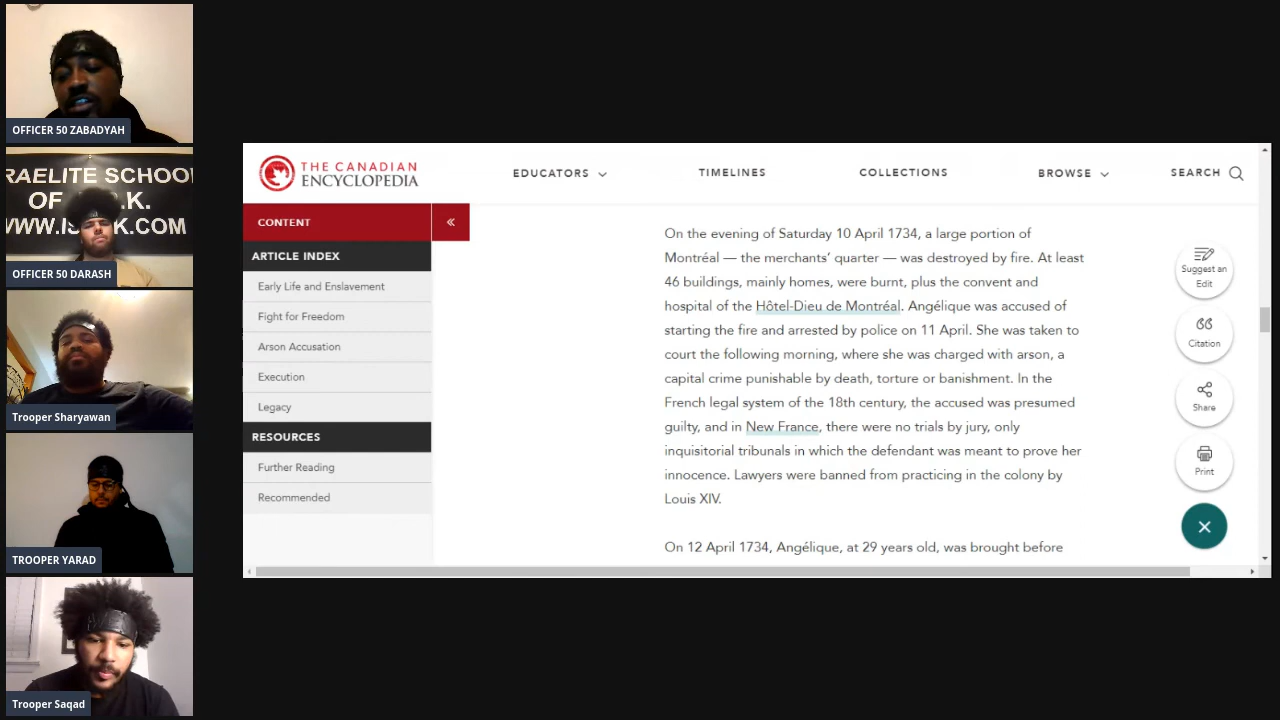 OFFICER 50 ZABADYAH
RAELITE SCHOO
OF
.K.
WWW.IS
K.COM
OFFICER 50 DARASH
Trooper Sharyawan
TROOPER YARAD
Trooper Saqad
THE CANADIAN
ENCYCLOPEDIA
EDUCATORS
TIMELINES
COLLECTIONS
BROWSE
SEARCH
CONTENT
«
ARTICLE INDEX
Early Life and Enslavement
Fight for Freedom
Arson Accusation
Execution
Legacy
RESOURCES
Further Reading
Recommended
On the evening of Saturday 10 April 1734, a large portion of
Montréal — the merchants’ quarter — was destroyed by fire. At least
46 buildings, mainly homes, were burnt, plus the convent and
hospital of the Hôtel-Dieu de Montréal. Angélique was accused of
starting the fire and arrested by police on 11 April. She was taken to
court the following morning, where she was charged with arson, a
capital crime punishable by death, torture or banishment. In the
French legal system of the 18th century, the accused was presumed
guilty, and in New France, there were no trials by jury, only
inquisitorial tribunals in which the defendant was meant to prove her
innocence. Lawyers were banned from practicing in the colony by
Louis XIV.
On 12 April 1734, Angélique, at 29 years old, was brought before
Suggest an
Edit
Citation
Share
Print